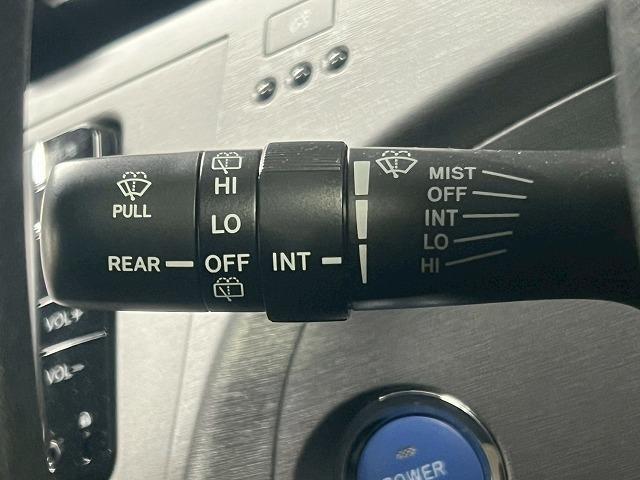 PULL
REAR
HI
LO
OFF
INT
MIST
OFF
INT
LO
HI
VOL+
VOL-
POWER